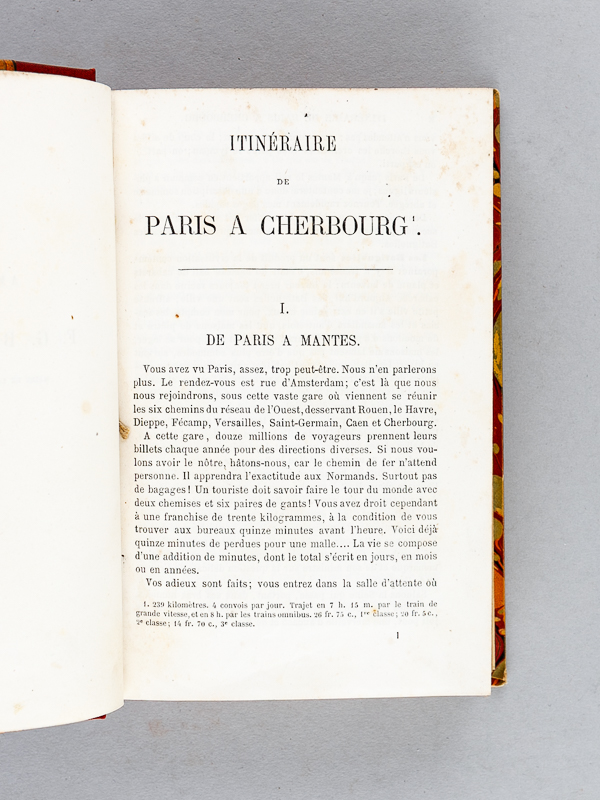 ITINÉRAIRE
DE
PARIS A CHERBOURG¹.
I.
DE PARIS A MANTES.
Vous avez vu Paris, assez, trop peut-être. Nous n'en parlerons
plus. Le rendez-vous est rue d'Amsterdam; c'est là que nous
nous rejoindrons, sous cette vaste gare où viennent se réunir
les six chemins du réseau de l'Ouest, desservant Rouen, le Havre,
Dieppe, Fécamp, Versailles, Saint-Germain, Caen et Cherbourg.
A cette gare, douze millions de voyageurs prennent leurs
billets chaque année pour des directions diverses. Si nous vou-
lons avoir le nôtre, hâtons-nous, car le chemin de fer n'attend
personne. Il apprendra l'exactitude aux Normands. Surtout pas
de bagages! Un touriste doit savoir faire le tour du monde avec
deux chemises et six paires de gants! Vous avez droit cependant
à une franchise de trente kilogrammes, à la condition de vous
trouver aux bureaux quinze minutes avant l'heure. Voici déjà
quinze minutes de perdues pour une malle.... La vie se compose
d'une addition de minutes, dont le total s'écrit en jours, en mois
ou en années.
Vos adieux sont faits; vous entrez dans la salle d'attente où
1. 239 kilomètres. 4 convois par jour. Trajet en 7 h. 15 m. par le train de
grande vitesse, et en 8 h. par les trains omnibus. 26 fr. 75 c., 1re classe; 20 fr. 5 c.,
2e classe; 14 fr. 70 c., 3e classe.
1